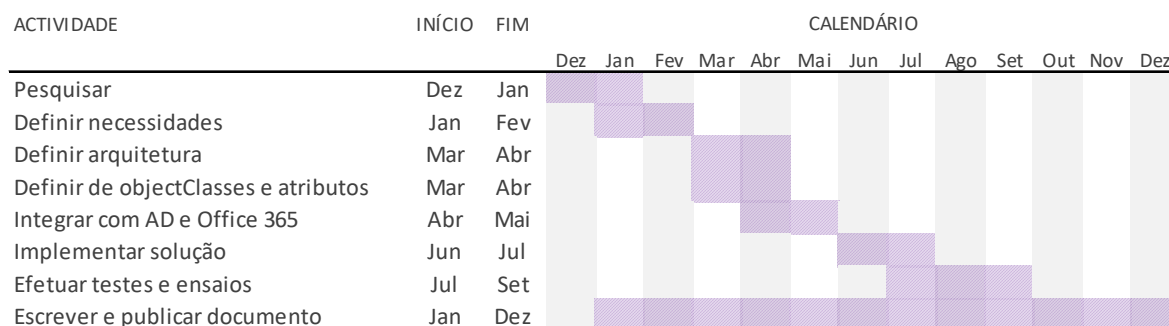 ACTIVIDADE INÍCIO FIM CALENDÁRIO
Dez Jan Fev Mar Abr Mai Jun Jul Ago Set Out Nov Dez
Pesquisar Dez Jan
Definir necessidades Jan Fev
Definir arquitetura Mar Abr
Definir de objectClasses e atributos Mar Abr
Integrar com AD e Office 365 Abr Mai
Implementar solução Jun Jul
Efetuar testes e ensaios Jul Set
Escrever e publicar documento Jan Dez